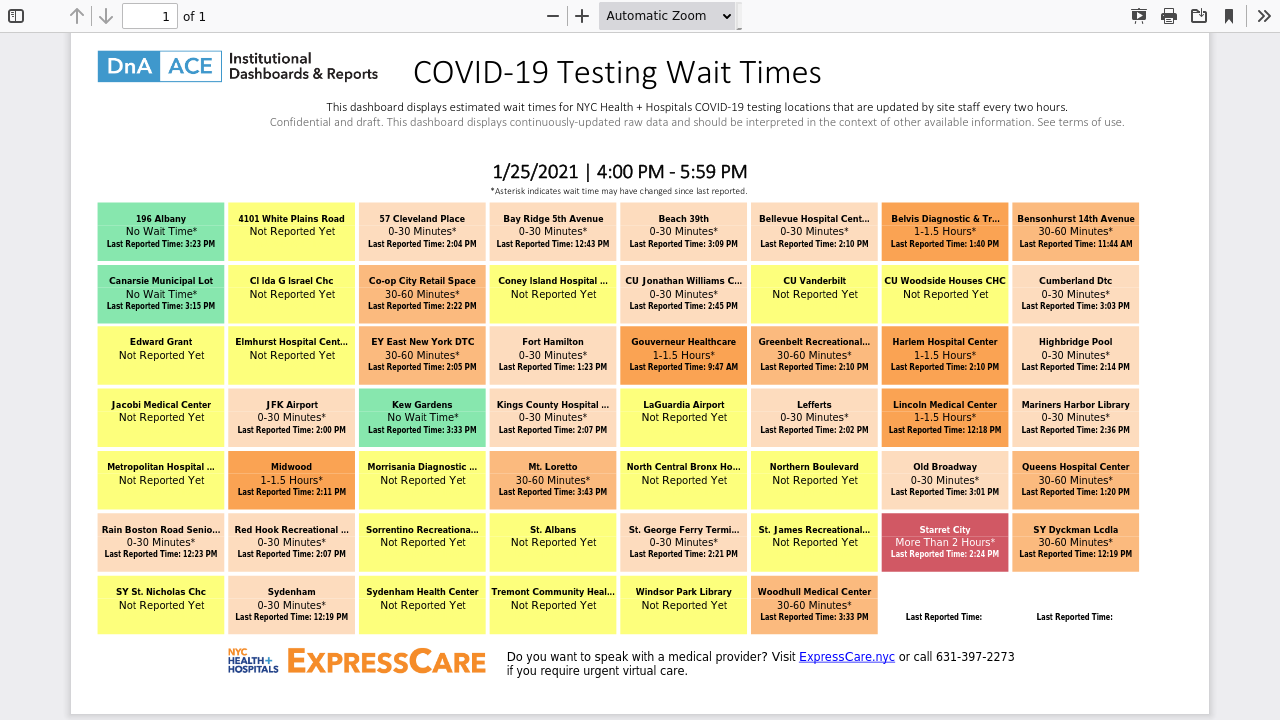 1 of 1 Automatic Zoom
DnA ACE Institutional
Dashboards & Reports
COVID-19 Testing Wait Times
This dashboard displays estimated wait times for NYC Health + Hospitals COVID-19 testing locations that are updated by site staff every two hours.
Confidential and draft. This dashboard displays continuously-updated raw data and should be interpreted in the context of other available information. See terms of use.
1/25/2021 | 4:00 PM - 5:59 PM
*Asterisk indicates wait time may have changed since last reported.
196 Albany
No Wait Time*
Last Reported Time: 3:23 PM
4101 White Plains Road
Not Reported Yet
57 Cleveland Place
0-30 Minutes*
Last Reported Time: 2:04 PM
Bay Ridge 5th Avenue
0-30 Minutes*
Last Reported Time: 12:43 PM
Beach 39th
0-30 Minutes*
Last Reported Time: 3:09 PM
Bellevue Hospital Cent...
0-30 Minutes*
Last Reported Time: 2:10 PM
Belvis Diagnostic & Tr...
1-1.5 Hours*
Last Reported Time: 1:40 PM
Bensonhurst 14th Avenue
30-60 Minutes*
Last Reported Time: 11:44 AM
Canarsie Municipal Lot
No Wait Time*
Last Reported Time: 3:15 PM
CI Ida G Israel Chc
Not Reported Yet
Co-op City Retail Space
30-60 Minutes*
Last Reported Time: 2:22 PM
Coney Island Hospital ...
Not Reported Yet
CU Jonathan Williams C...
0-30 Minutes*
Last Reported Time: 2:45 PM
CU Vanderbilt
Not Reported Yet
CU Woodside Houses CHC
Not Reported Yet
Cumberland Dtc
0-30 Minutes*
Last Reported Time: 3:03 PM
Edward Grant
Not Reported Yet
Elmhurst Hospital Cent...
Not Reported Yet
EY East New York DTC
30-60 Minutes*
Last Reported Time: 2:05 PM
Fort Hamilton
0-30 Minutes*
Last Reported Time: 1:23 PM
Gouverneur Healthcare
1-1.5 Hours*
Last Reported Time: 9:47 AM
Greenbelt Recreational...
30-60 Minutes*
Last Reported Time: 2:10 PM
Harlem Hospital Center
1-1.5 Hours*
Last Reported Time: 2:10 PM
Highbridge Pool
0-30 Minutes*
Last Reported Time: 2:14 PM
Jacobi Medical Center
Not Reported Yet
JFK Airport
0-30 Minutes*
Last Reported Time: 2:00 PM
Kew Gardens
No Wait Time*
Last Reported Time: 3:33 PM
Kings County Hospital ...
0-30 Minutes*
Last Reported Time: 2:07 PM
LaGuardia Airport
Not Reported Yet
Lefferts
0-30 Minutes*
Last Reported Time: 2:02 PM
Lincoln Medical Center
1-1.5 Hours*
Last Reported Time: 12:18 PM
Mariners Harbor Library
0-30 Minutes*
Last Reported Time: 2:36 PM
Metropolitan Hospital ...
Not Reported Yet
Midwood
1-1.5 Hours*
Last Reported Time: 2:11 PM
Morrisania Diagnostic ...
Not Reported Yet
Mt. Loretto
30-60 Minutes*
Last Reported Time: 3:43 PM
North Central Bronx Ho...
Not Reported Yet
Northern Boulevard
Not Reported Yet
Old Broadway
0-30 Minutes*
Last Reported Time: 3:01 PM
Queens Hospital Center
30-60 Minutes*
Last Reported Time: 1:20 PM
Rain Boston Road Senio...
0-30 Minutes*
Last Reported Time: 12:23 PM
Red Hook Recreational ...
0-30 Minutes*
Last Reported Time: 2:07 PM
Sorrentino Recreationa...
Not Reported Yet
St. Albans
Not Reported Yet
St. George Ferry Termi...
0-30 Minutes*
Last Reported Time: 2:21 PM
St. James Recreational...
Not Reported Yet
Starret City
More Than 2 Hours*
Last Reported Time: 2:24 PM
SY Dyckman Lcdla
30-60 Minutes*
Last Reported Time: 12:19 PM
SY St. Nicholas Chc
Not Reported Yet
Sydenham
0-30 Minutes*
Last Reported Time: 12:19 PM
Sydenham Health Center
Not Reported Yet
Tremont Community Heal...
Not Reported Yet
Windsor Park Library
Not Reported Yet
Woodhull Medical Center
30-60 Minutes*
Last Reported Time: 3:33 PM
Last Reported Time:
Last Reported Time:
NYC
HEALTH+
HOSPITALS
EXPRESSCARE
Do you want to speak with a medical provider? Visit ExpressCare.nyc or call 631-397-2273
if you require urgent virtual care.